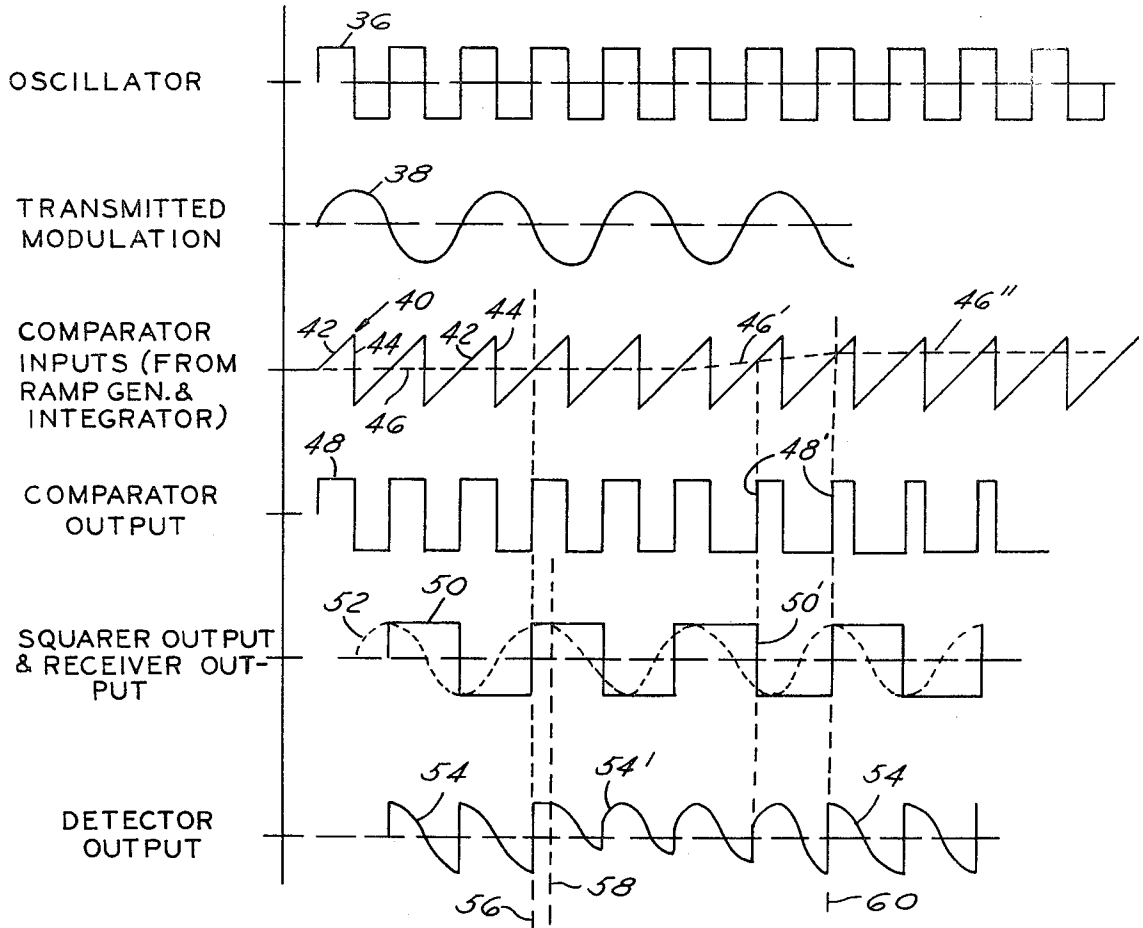 36
OSCILLATOR
38
TRANSMITTED
MODULATION
COMPARATOR
INPUTS (FROM
RAMP GEN. &
INTEGRATOR)
42
40
44
42
44
46
46'
46"
48
48'
COMPARATOR
OUTPUT
52
50
50'
SQUARER OUTPUT
& RECEIVER OUT-
PUT
54
54'
54
DETECTOR
OUTPUT
56
58
60